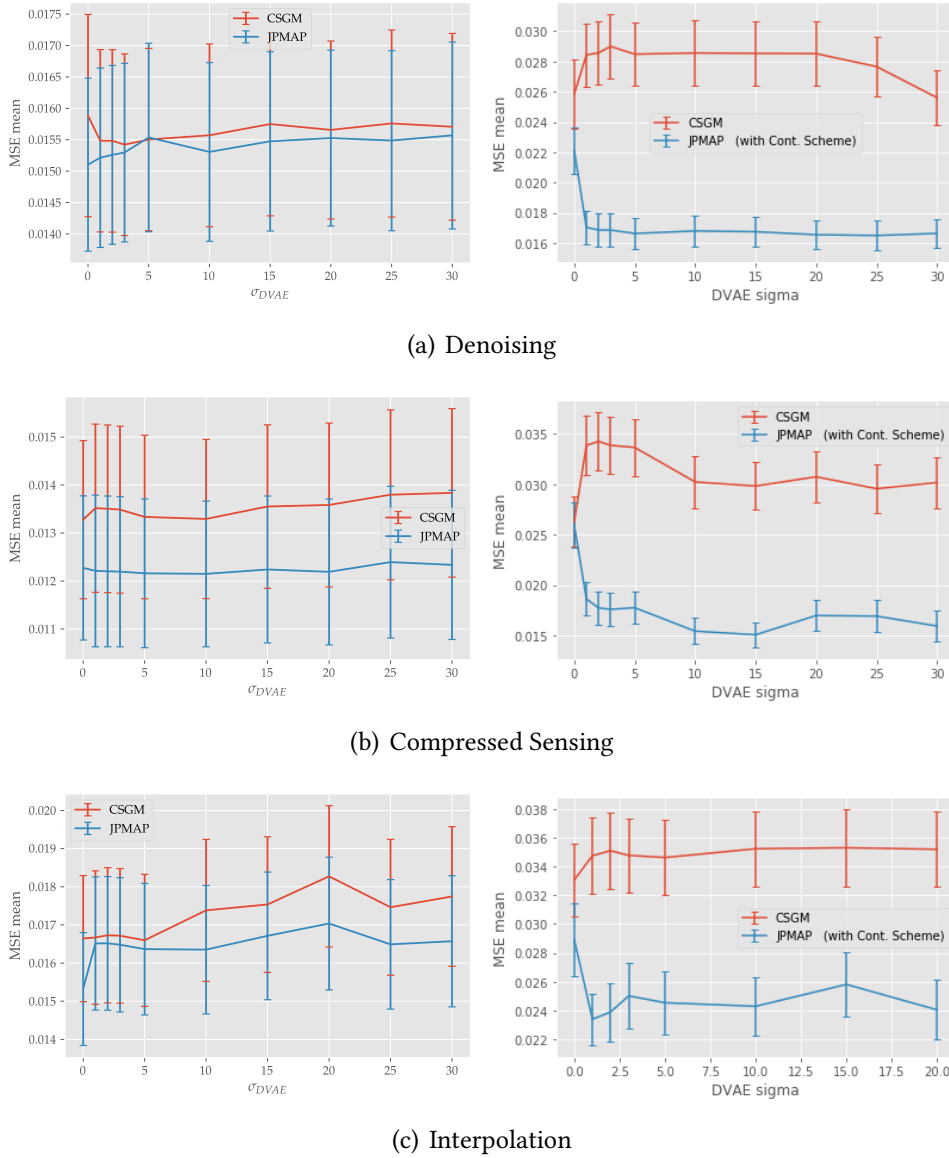 0.0175
0.0170
0.0165
0.0160
0.0155
0.0150
0.0145
0.0140
MSE mean
CSGM
JPMAP
0 5 10 15 20 25 30
σDVAE
0.030
0.028
0.026
0.024
0.022
0.020
0.018
0.016
MSE mean
CSGM
JPMAP (with Cont. Scheme)
0 5 10 15 20 25 30
DVAE sigma
(a) Denoising
0.015
0.014
0.013
0.012
0.011
MSE mean
CSGM
JPMAP
0 5 10 15 20 25 30
σDVAE
0.035
0.030
0.025
0.020
0.015
MSE mean
CSGM
JPMAP (with Cont. Scheme)
0 5 10 15 20 25 30
DVAE sigma
(b) Compressed Sensing
0.020
0.019
0.018
0.017
0.016
0.015
0.014
MSE mean
CSGM
JPMAP
0 5 10 15 20 25 30
σDVAE
0.038
0.036
0.034
0.032
0.030
0.028
0.026
0.024
0.022
MSE mean
CSGM
JPMAP (with Cont. Scheme)
0.0 2.5 5.0 7.5 10.0 12.5 15.0 17.5 20.0
DVAE sigma
(c) Interpolation